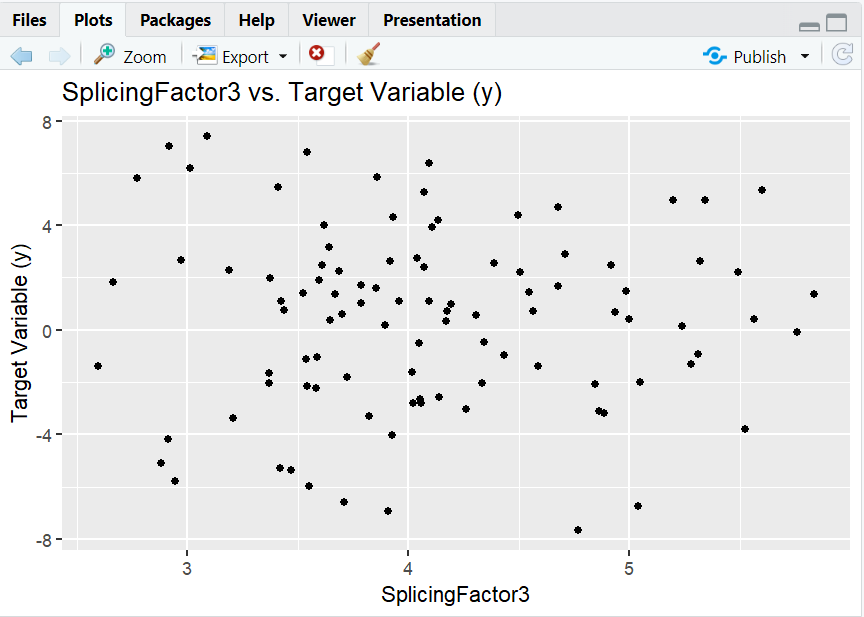 Files Plots Packages Help Viewer Presentation
Zoom Export Publish
SplicingFactor3 vs. Target Variable (y)
8
4
0
-4
-8
Target Variable (y)
3 4 5
SplicingFactor3